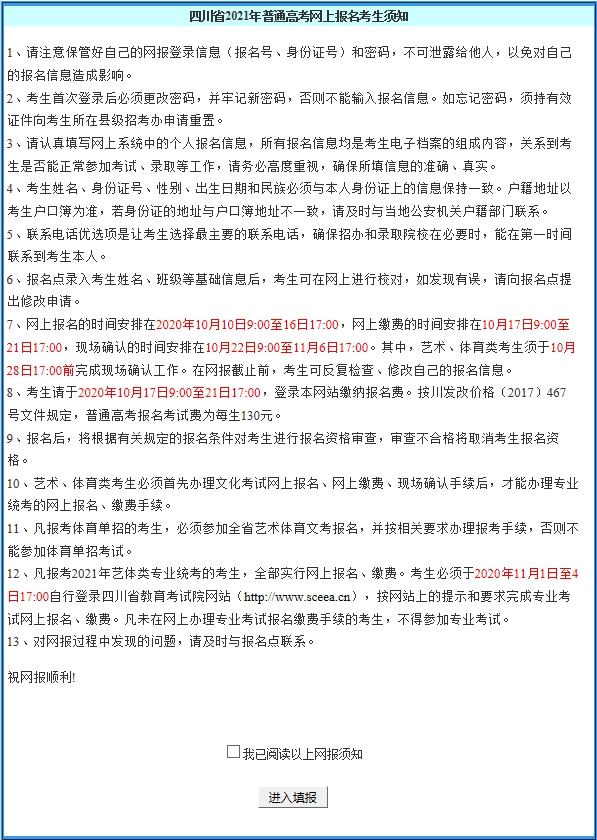 四川省2021年普通高考网上报名考生须知
1、请注意保管好自己的网报登录信息（报名号、身份证号）和密码，不可泄露给他人，以免对自己
的报名信息造成影响。
2、考生首次登录后必须更改密码，并牢记新密码，否则不能输入报名信息。如忘记密码，须持有效
证件向考生所在县级招考办申请重置。
3、请认真填写网上系统中的个人报名信息，所有报名信息均是考生电子档案的组成内容，关系到考
生是否能正常参加考试、录取等工作，请务必高度重视，确保所填信息的准确、真实。
4、考生姓名、身份证号、性别、出生日期和民族必须与本人身份证上的信息保持一致。户籍地址以
考生户口簿为准，若身份证的地址与户口簿地址不一致，请及时与当地公安机关户籍部门联系。
5、联系电话优选项是让考生选择最主要的联系电话，确保招办和录取院校在必要时，能在第一时间
联系到考生本人。
6、报名点录入考生姓名、班级等基础信息后，考生可在网上进行校对，如发现有误，请向报名点提
出修改申请。
7、网上报名的时间安排在2020年10月10日9:00至16日17:00，网上缴费的时间安排在10月17日9:00至
21日17:00，现场确认的时间安排在10月22日9:00至11月6日17:00。其中，艺术、体育类考生须于10月
28日17:00前完成现场确认工作。在网报截止前，考生可反复检查、修改自己的报名信息。
8、考生请于2020年10月17日9:00至21日17:00，登录本网站缴纳报名费。按川发改价格（2017）467
号文件规定，普通高考报名考试费为每生130元。
9、报名后，将根据有关规定的报名条件对考生进行报名资格审查，审查不合格将取消考生报名资
格。
10、艺术、体育类考生必须首先办理文化考试网上报名、网上缴费、现场确认手续后，才能办理专业
统考的网上报名、缴费手续。
11、凡报考体育单招的考生，必须参加全省艺术体育文考报名，并按相关要求办理报考手续，否则不
能参加体育单招考试。
12、凡报考2021年艺体类专业统考的考生，全部实行网上报名、缴费。考生必须于2020年11月1日至4
日17:00自行登录四川省教育考试院网站（http://www.sceea.cn），按网站上的提示和要求完成专业考
试网上报名、缴费。凡未在网上办理专业考试报名缴费手续的考生，不得参加专业考试。
13、对网报过程中发现的问题，请及时与报名点联系。
祝网报顺利!
我已阅读以上网报须知
进入填报